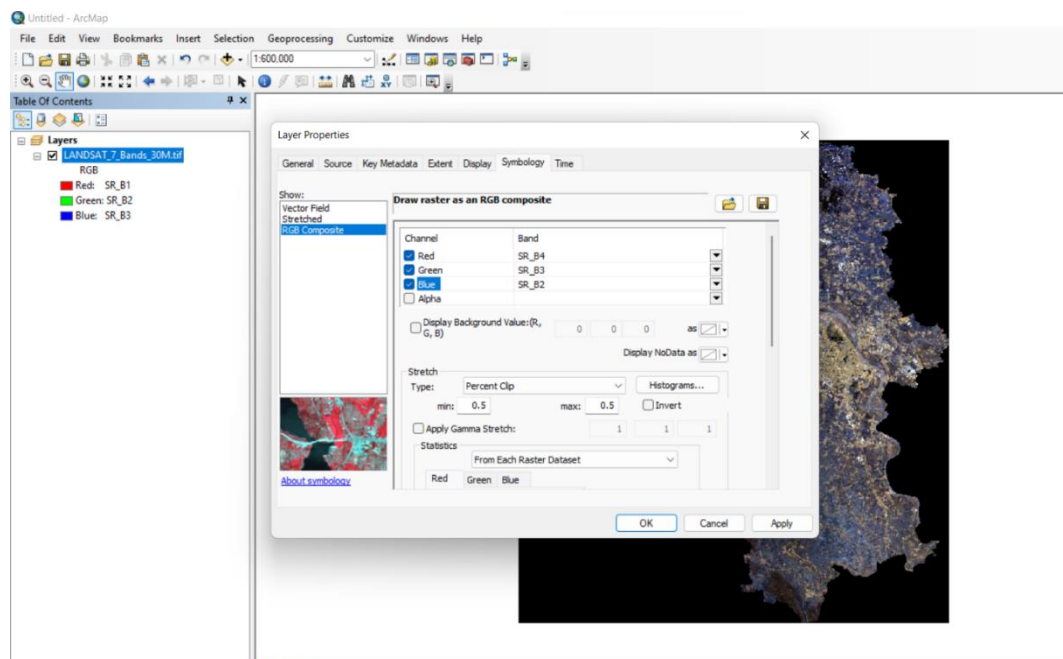 Untitled - ArcMap
File Edit View Bookmarks Insert Selection Geoprocessing Customize Windows Help
1:600,000
Table Of Contents
Layers
LANDSAT_7_Bands_30M.tif
RGB
Red: SR_B1
Green: SR_B2
Blue: SR_B3
Layer Properties
General Source Key Metadata Extent Display Symbology Time
Show:
Vector Field
Stretched
RGB Composite
About symbology
Draw raster as an RGB composite
Channel Band
Red SR_B4
Green SR_B3
Blue SR_B2
Alpha
Display Background Value:(R, G, B) 0 0 0 as
Display NoData as
Stretch
Type: Percent Clip Histograms...
min: 0.5 max: 0.5 Invert
Apply Gamma Stretch: 1 1 1
Statistics
From Each Raster Dataset
Red Green Blue
OK Cancel Apply